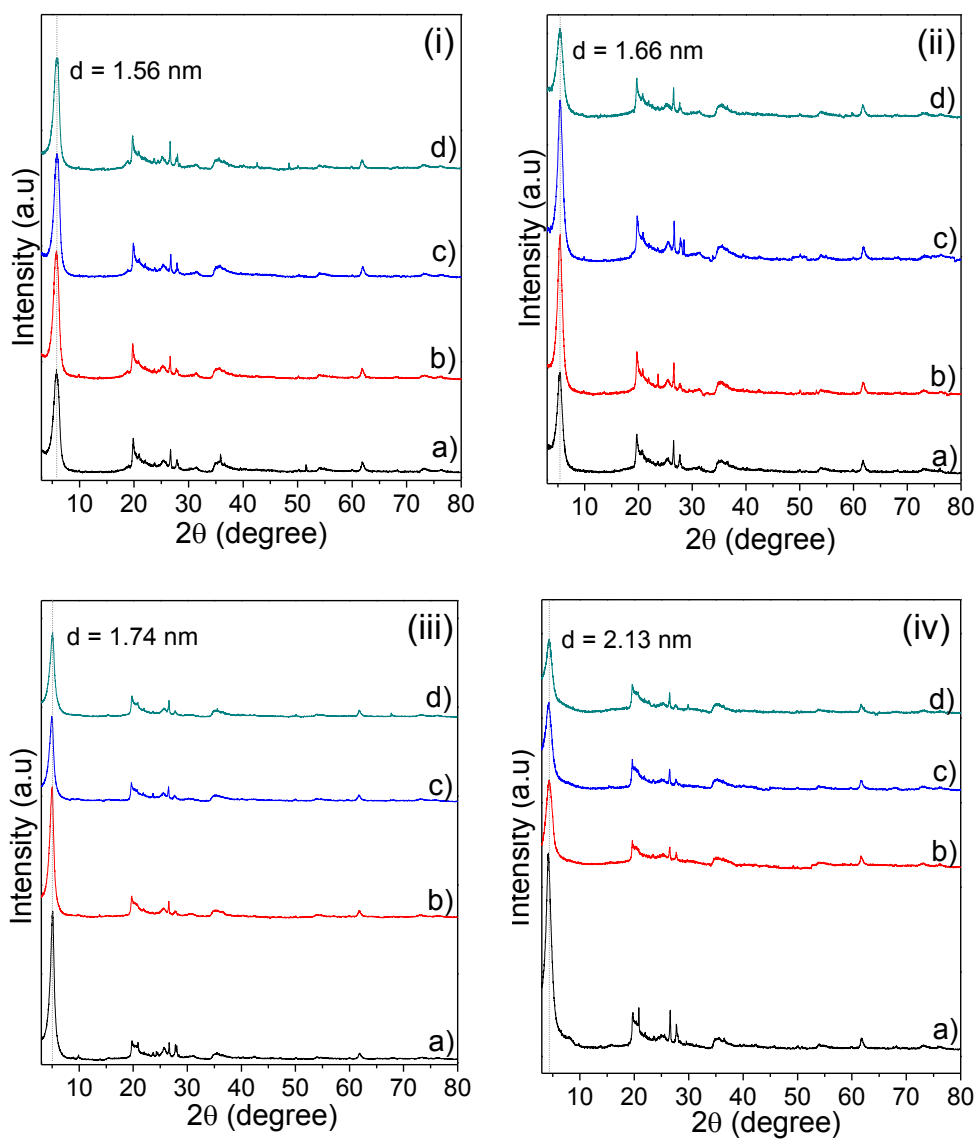 (i)
d = 1.56 nm
d)
c)
b)
a)
Intensity (a.u)
10 20 30 40 50 60 70 80
2θ (degree)
(ii)
d = 1.66 nm
d)
c)
b)
a)
Intensity (a.u)
10 20 30 40 50 60 70 80
2θ (degree)
(iii)
d = 1.74 nm
d)
c)
b)
a)
Intensity (a.u)
10 20 30 40 50 60 70 80
2θ (degree)
(iv)
d = 2.13 nm
d)
c)
b)
a)
Intensity (a.u)
10 20 30 40 50 60 70 80
2θ (degree)